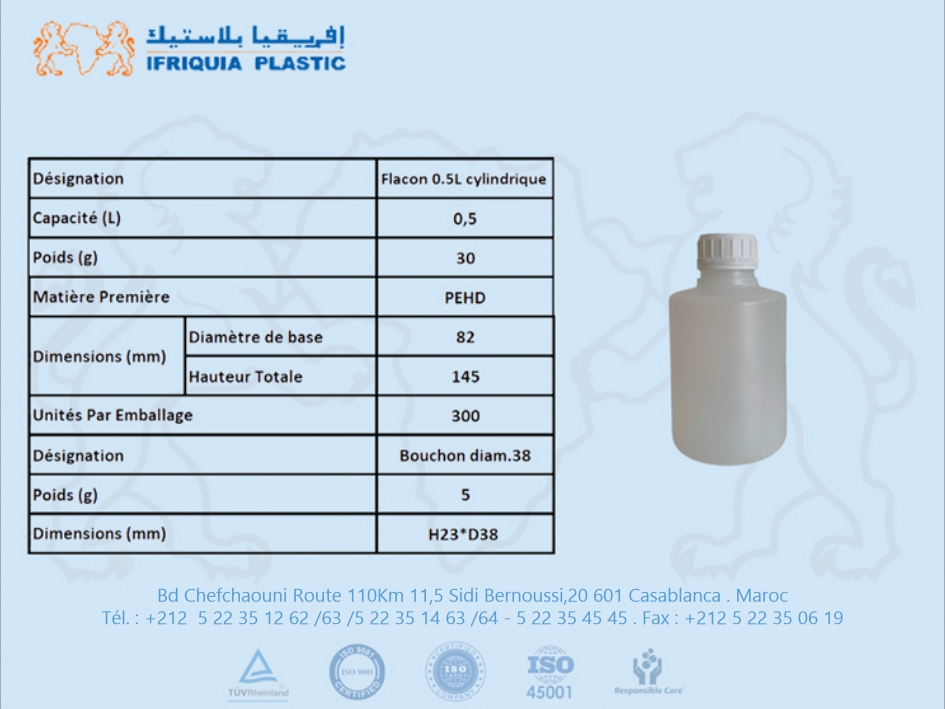 إفريقيا بلاستيك
IFRIQUIA PLASTIC
Désignation Flacon 0.5L cylindrique
Capacité (L) 0,5
Poids (g) 30
Matière Première PEHD
Dimensions (mm) Diamètre de base 82
Hauteur Totale 145
Unités Par Emballage 300
Désignation Bouchon diam.38
Poids (g) 5
Dimensions (mm) H23*D38
Bd Chefchaouni Route 110Km 11,5 Sidi Bernoussi,20 601 Casablanca . Maroc
Tél. : +212 5 22 35 12 62 /63 /5 22 35 14 63 /64 - 5 22 35 45 45 . Fax : +212 5 22 35 06 19
TÜVRheinland
ISO 9001
ISO 9001
CERTIFIED
CERTIFIED
ISO
COMPANY
ISO
45001
Responsible Care